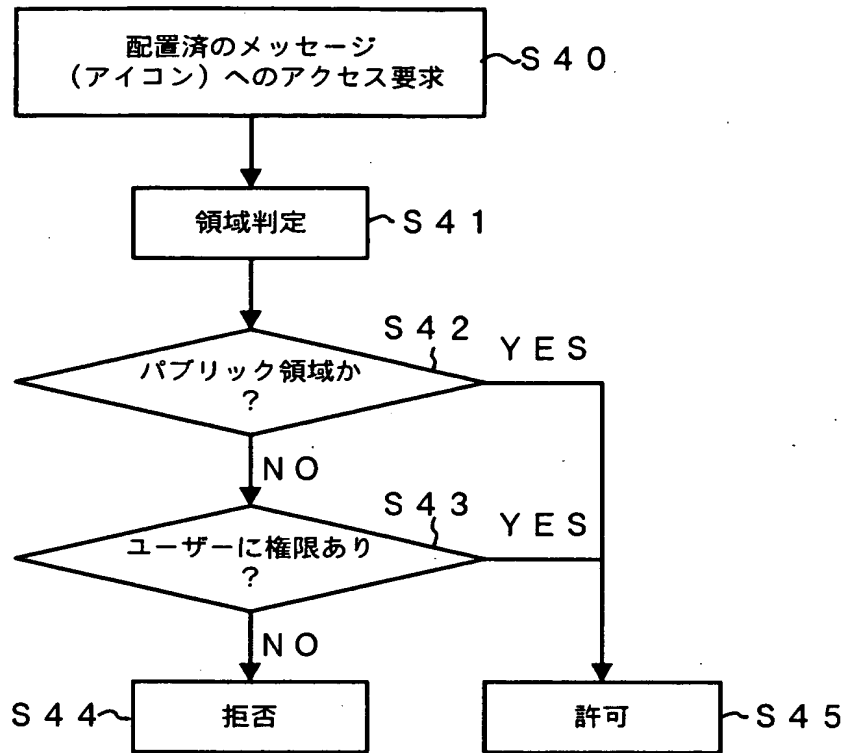 配置済のメッセージ
(アイコン)へのアクセス要求
S40
領域判定
S41
S42
YES
パブリック領域か
?
NO
S43
YES
ユーザーに権限あり
?
NO
S44
拒否
許可
S45